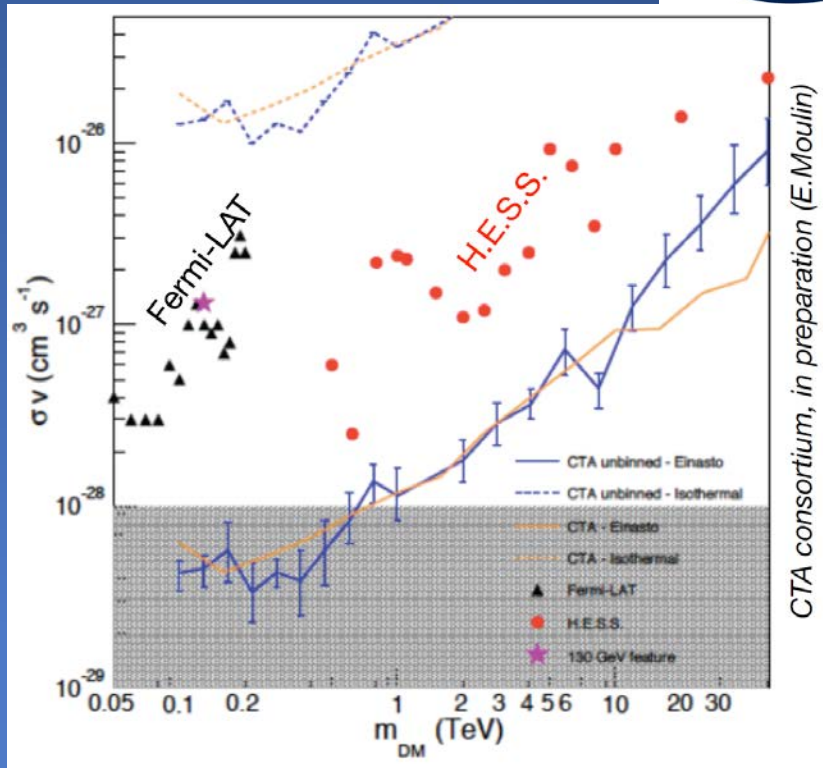 10⁻²⁶
10⁻²⁷
10⁻²⁸
10⁻²⁹
σ v (cm³ s⁻¹)
Fermi-LAT
H.E.S.S.
CTA unbinned - Einasto
CTA unbinned - Isothermal
CTA - Einasto
CTA - Isothermal
Fermi-LAT
H.E.S.S.
130 GeV feature
0.05 0.1 0.2 1 2 3 4 5 6 10 20 30
m_DM (TeV)
CTA consortium, in preparation (E.Moulin)